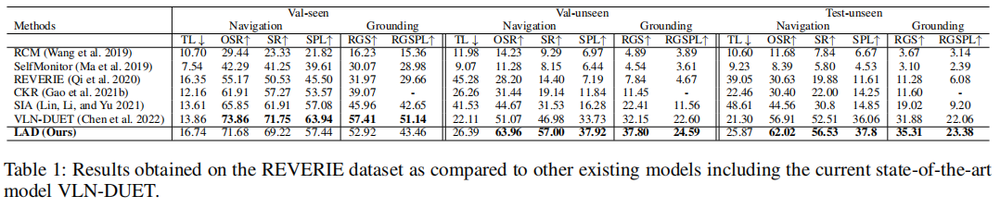 Val-seen Val-unseen Test-unseen
Methods Navigation Grounding Navigation Grounding Navigation Grounding
TL↓ OSR↑ SR↑ SPL↑ RGS↑ RGSPL↑ TL↓ OSR↑ SR↑ SPL↑ RGS↑ RGSPL↑ TL↓ OSR↑ SR↑ SPL↑ RGS↑ RGSPL↑
RCM (Wang et al. 2019) 10.70 29.44 23.33 21.82 16.23 15.36 11.98 14.23 9.29 6.97 4.89 3.89 10.60 11.68 7.84 6.67 3.67 3.14
SelfMonitor (Ma et al. 2019) 7.54 42.29 41.25 39.61 30.07 28.98 9.07 11.28 8.15 6.44 4.54 3.61 9.23 8.39 5.80 4.53 3.10 2.39
REVERIE (Qi et al. 2020) 16.35 55.17 50.53 45.50 31.97 29.66 45.28 28.20 14.40 7.19 7.84 4.67 39.05 30.63 19.88 11.61 11.28 6.08
CKR (Gao et al. 2021b) 12.16 61.91 57.27 53.57 39.07 - 26.26 31.44 19.14 11.84 11.45 - 22.46 30.40 22.00 14.25 11.60 -
SIA (Lin, Li, and Yu 2021) 13.61 65.85 61.91 57.08 45.96 42.65 41.53 44.67 31.53 16.28 22.41 11.56 48.61 44.56 30.8 14.85 19.02 9.20
VLN-DUET (Chen et al. 2022) 13.86 73.86 71.75 63.94 57.41 51.14 22.11 51.07 46.98 33.73 32.15 22.60 21.30 56.91 52.51 36.06 31.88 22.06
LAD (Ours) 16.74 71.68 69.22 57.44 52.92 43.46 26.39 63.96 57.00 37.92 37.80 24.59 25.87 62.02 56.53 37.8 35.31 23.38
Table 1: Results obtained on the REVERIE dataset as compared to other existing models including the current state-of-the-art
model VLN-DUET.